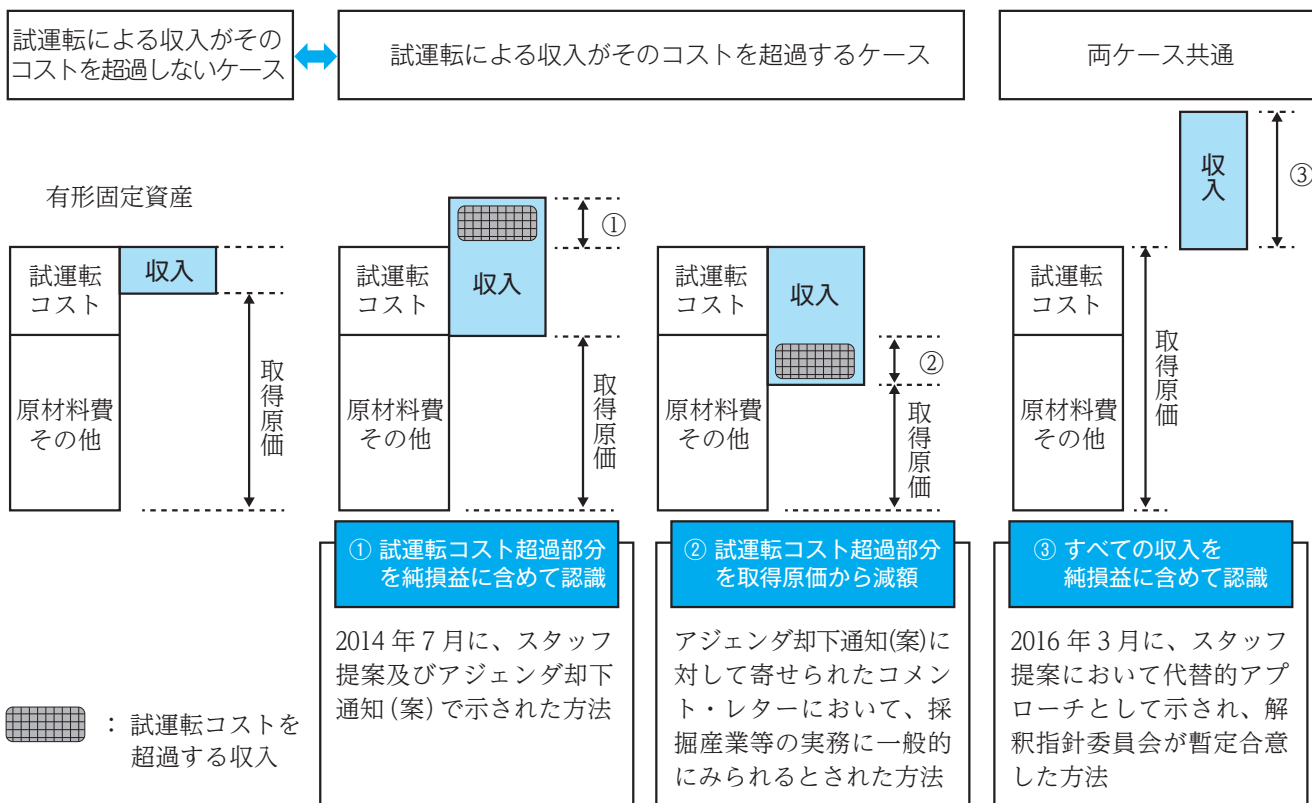 試運転による収入がその
コストを超過しないケース
試運転による収入がそのコストを超過するケース
両ケース共通
有形固定資産
試運転
コスト
収入
原材料費
その他
取得原価
試運転
コスト
収入
①
原材料費
その他
取得原価
試運転
コスト
収入
②
原材料費
その他
取得原価
収入
③
試運転
コスト
原材料費
その他
取得原価
① 試運転コスト超過部分
を純損益に含めて認識
2014 年 7 月に、スタッフ
提案及びアジェンダ却下
通知 (案) で示された方法
② 試運転コスト超過部分
を取得原価から減額
アジェンダ却下通知(案)に
対して寄せられたコメン
ト・レターにおいて、採
掘産業等の実務に一般的
にみられるとされた方法
③ すべての収入を
純損益に含めて認識
2016 年 3 月に、スタッフ
提案において代替的アプ
ローチとして示され、解
釈指針委員会が暫定合意
した方法
： 試運転コストを
超過する収入